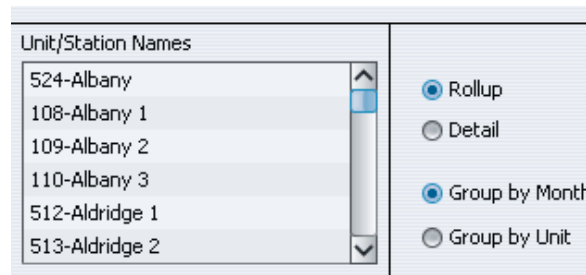 Unit/Station Names
524-Albany
108-Albany 1
109-Albany 2
110-Albany 3
512-Aldridge 1
513-Aldridge 2
Rollup
Detail
Group by Month
Group by Unit